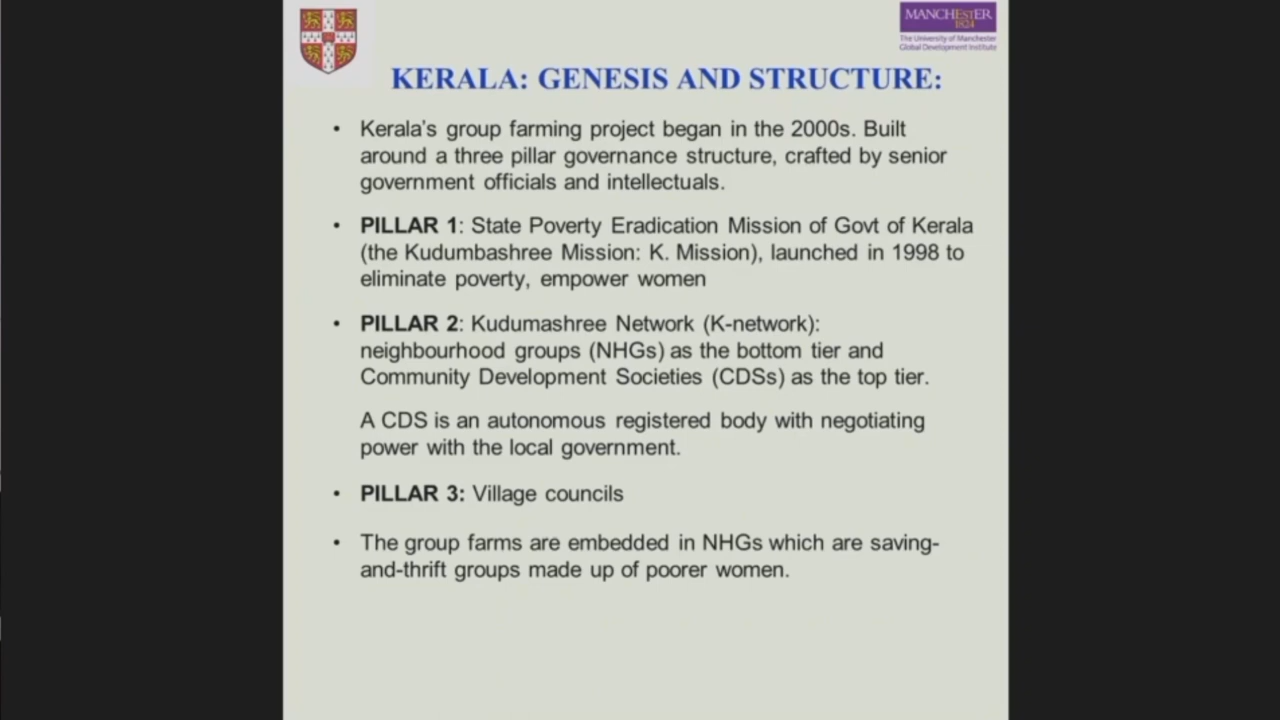 MANCHESTER
1824
The University of Manchester
Global Development Institute
KERALA: GENESIS AND STRUCTURE:
• Kerala's group farming project began in the 2000s. Built
around a three pillar governance structure, crafted by senior
government officials and intellectuals.
• PILLAR 1: State Poverty Eradication Mission of Govt of Kerala
(the Kudumbashree Mission: K. Mission), launched in 1998 to
eliminate poverty, empower women
• PILLAR 2: Kudumashree Network (K-network):
neighbourhood groups (NHGs) as the bottom tier and
Community Development Societies (CDSs) as the top tier.
A CDS is an autonomous registered body with negotiating
power with the local government.
• PILLAR 3: Village councils
• The group farms are embedded in NHGs which are saving-
and-thrift groups made up of poorer women.